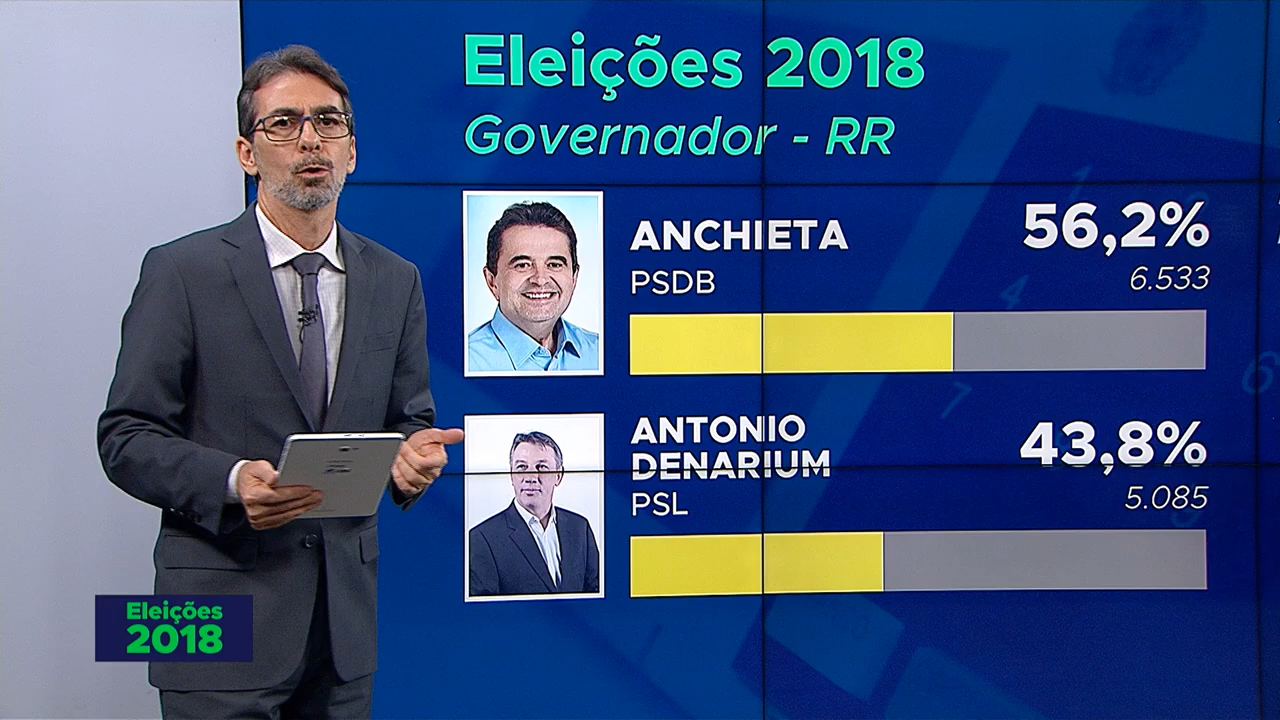 Eleições 2018
Governador - RR
ANCHIETA
56,2%
PSDB
6.533
ANTONIO
DENARIUM
43,8%
PSL
5.085
Eleições
2018